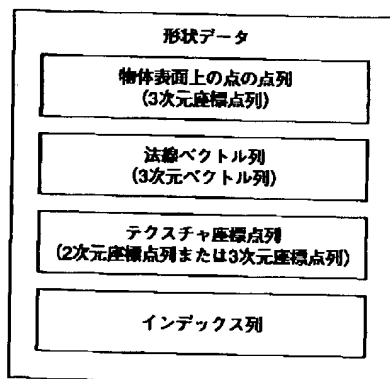 形状データ
物体表面上の点の点列
(3次元座標点列)
法線ベクトル列
(3次元ベクトル列)
テクスチャ座標点列
(2次元座標点列または3次元座標点列)
インデックス列